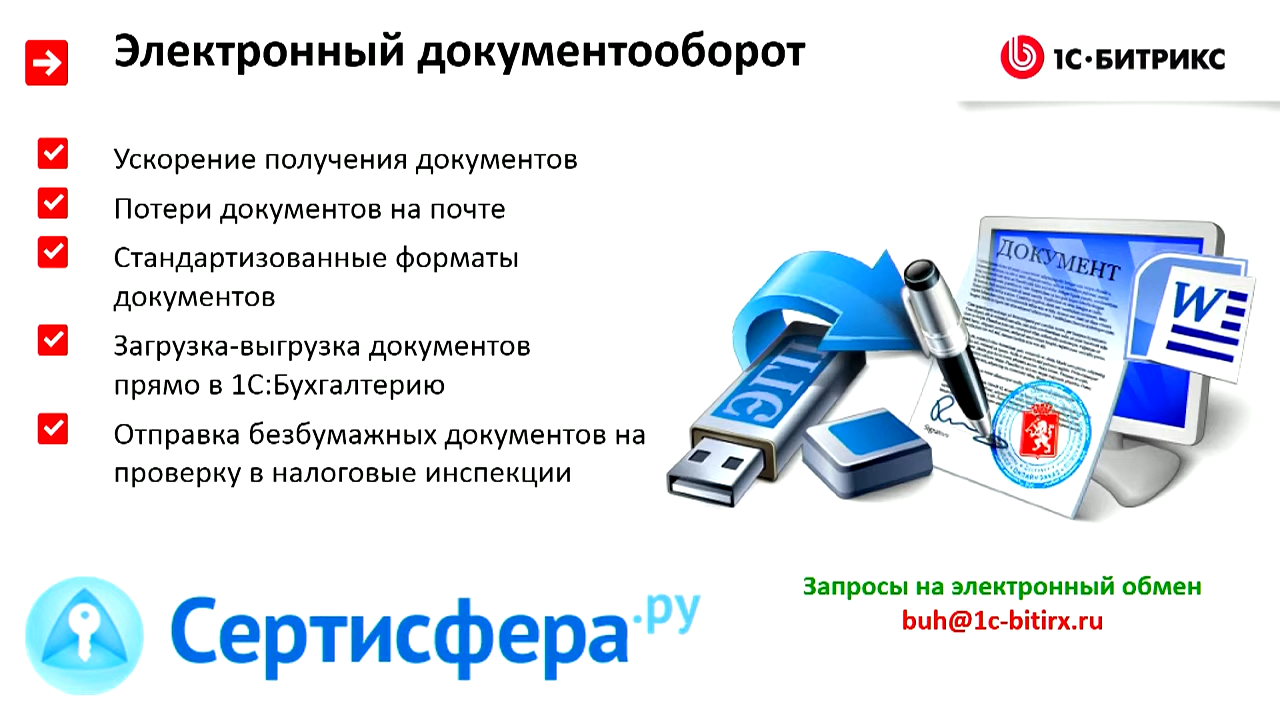 Электронный документооборот
1С·БИТРИКС
Ускорение получения документов
Потери документов на почте
Стандартизованные форматы
документов
Загрузка-выгрузка документов
прямо в 1С:Бухгалтерию
Отправка безбумажных документов на
проверку в налоговые инспекции
ДОКУМЕНТ
W
ЭЦП
Signature
Сертисфера.ру
Запросы на электронный обмен
buh@1c-bitirx.ru